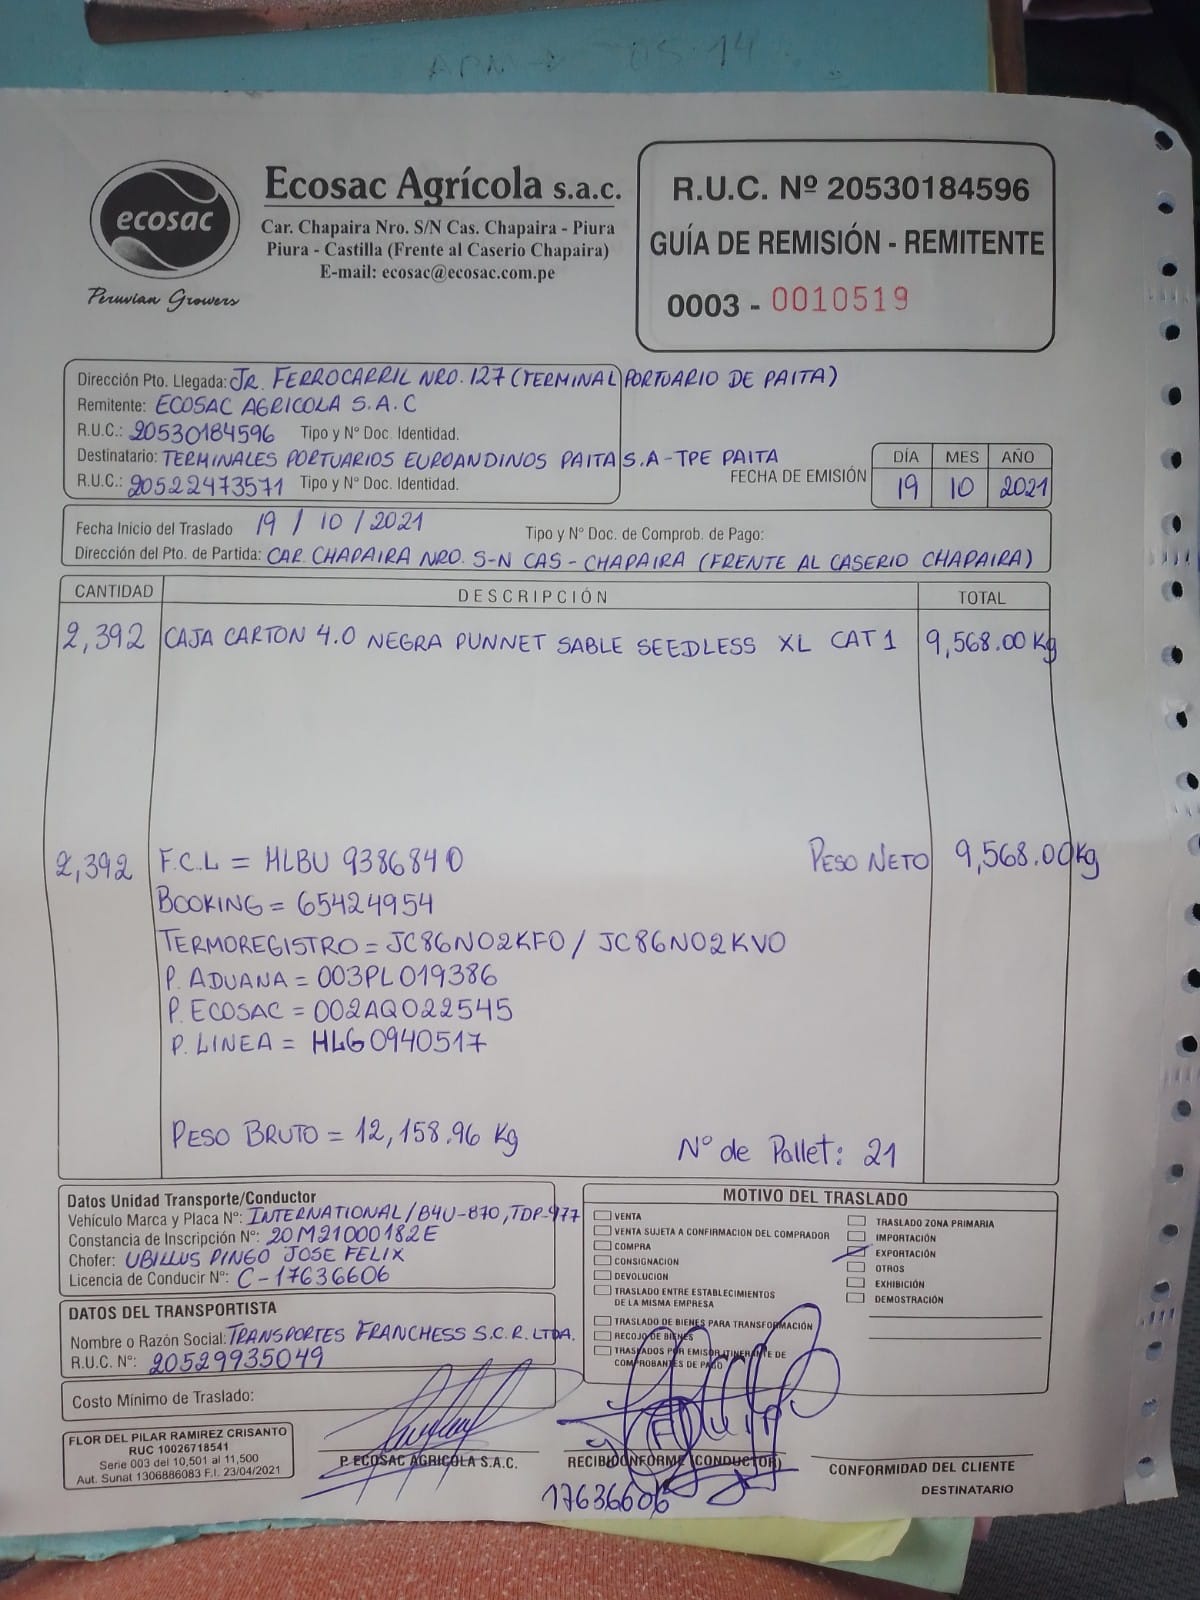 ecosac
Peruvian Growers
Ecosac Agrícola s.a.c.
Car. Chapaira Nro. S/N Cas. Chapaira - Piura
Piura - Castilla (Frente al Caserio Chapaira)
E-mail: ecosac@ecosac.com.pe
R.U.C. Nº 20530184596
GUÍA DE REMISIÓN - REMITENTE
0003 - 0010519
Dirección Pto. Llegada: JR. FERROCARRIL NRO. 127 (TERMINAL PORTUARIO DE PAITA)
Remitente: ECOSAC AGRICOLA S.A.C
R.U.C.: 20530184596 Tipo y Nº Doc. Identidad.
Destinatario: TERMINALES PORTUARIOS EUROANDINOS PAITA S.A - TPE PAITA
R.U.C.: 20522473571 Tipo y Nº Doc. Identidad.
FECHA DE EMISIÓN
DÍA MES AÑO
19 10 2021
Fecha Inicio del Traslado 19 / 10 / 2021 Tipo y Nº Doc. de Comprob. de Pago:
Dirección del Pto. de Partida: CAR. CHAPAIRA NRO. S-N CAS - CHAPAIRA (FRENTE AL CASERIO CHAPAIRA)
CANTIDAD DESCRIPCIÓN TOTAL
2,392 CAJA CARTON 4.0 NEGRA PUNNET SABLE SEEDLESS XL CAT 1 9,568.00 Kg
2,392 F.C.L = HLBU 9386840 PESO NETO 9,568.00Kg
BOOKING = 65424954
TERMOREGISTRO = JC86N02KF0 / JC86N02KV0
P. ADUANA = 003PL019386
P. ECOSAC = 002AQ022545
P. LINEA = HLG0940517
PESO BRUTO = 12,158.96 Kg Nº de Pallet: 21
Datos Unidad Transporte/Conductor
Vehículo Marca y Placa Nº: INTERNATIONAL / B4U-870, TDP-977
Constancia de Inscripción Nº: 20M21000182E
Chofer: UBILLUS PINGO JOSE FELIX
Licencia de Conducir Nº: C-17636606
DATOS DEL TRANSPORTISTA
Nombre o Razón Social: TRANSPORTES FRANCHESS S.C.R. LTDA.
R.U.C. Nº: 20529935049
Costo Mínimo de Traslado:
MOTIVO DEL TRASLADO
VENTA
VENTA SUJETA A CONFIRMACION DEL COMPRADOR
COMPRA
CONSIGNACIÓN
DEVOLUCION
TRASLADO ENTRE ESTABLECIMIENTOS
DE LA MISMA EMPRESA
TRASLADO DE BIENES PARA TRANSFORMACIÓN
RECOJO DE BIENES
TRASLADOS POR EMISOR ITINERANTE DE
COMPROBANTES DE PAGO
TRASLADO ZONA PRIMARIA
IMPORTACIÓN
EXPORTACIÓN
OTROS
EXHIBICIÓN
DEMOSTRACIÓN
FLOR DEL PILAR RAMIREZ CRISANTO
RUC 10026718541
Serie 003 del 10,501 al 11,500
Aut. Sunat 1306886083 F.I. 23/04/2021
P. ECOSAC AGRICOLA S.A.C.
RECIBI CONFORME (CONDUCTOR)
17636606
CONFORMIDAD DEL CLIENTE
DESTINATARIO